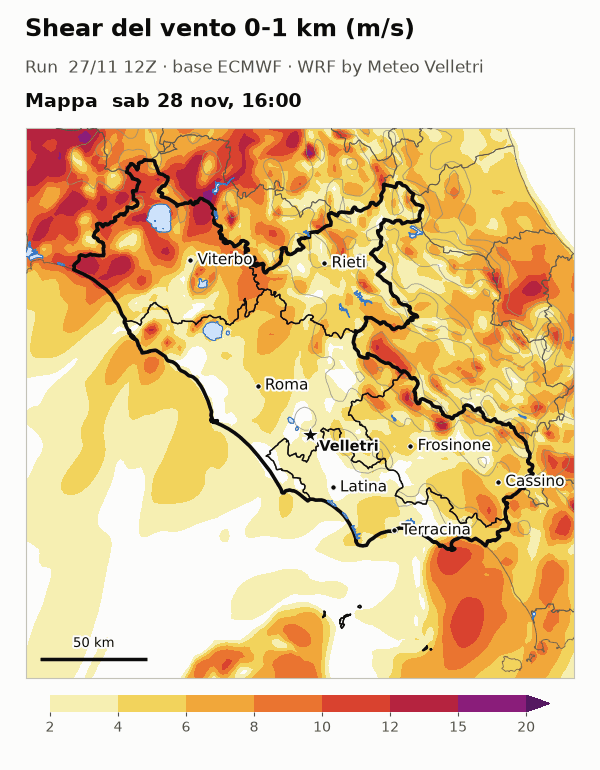 Shear del vento 0-1 km (m/s)
Run  27/11 12Z · base ECMWF · WRF by Meteo Velletri
Mappa  sab 28 nov, 16:00
Viterbo
Rieti
Roma
Velletri
Frosinone
Cassino
Latina
Terracina
50 km
2 4 6 8 10 12 15 20